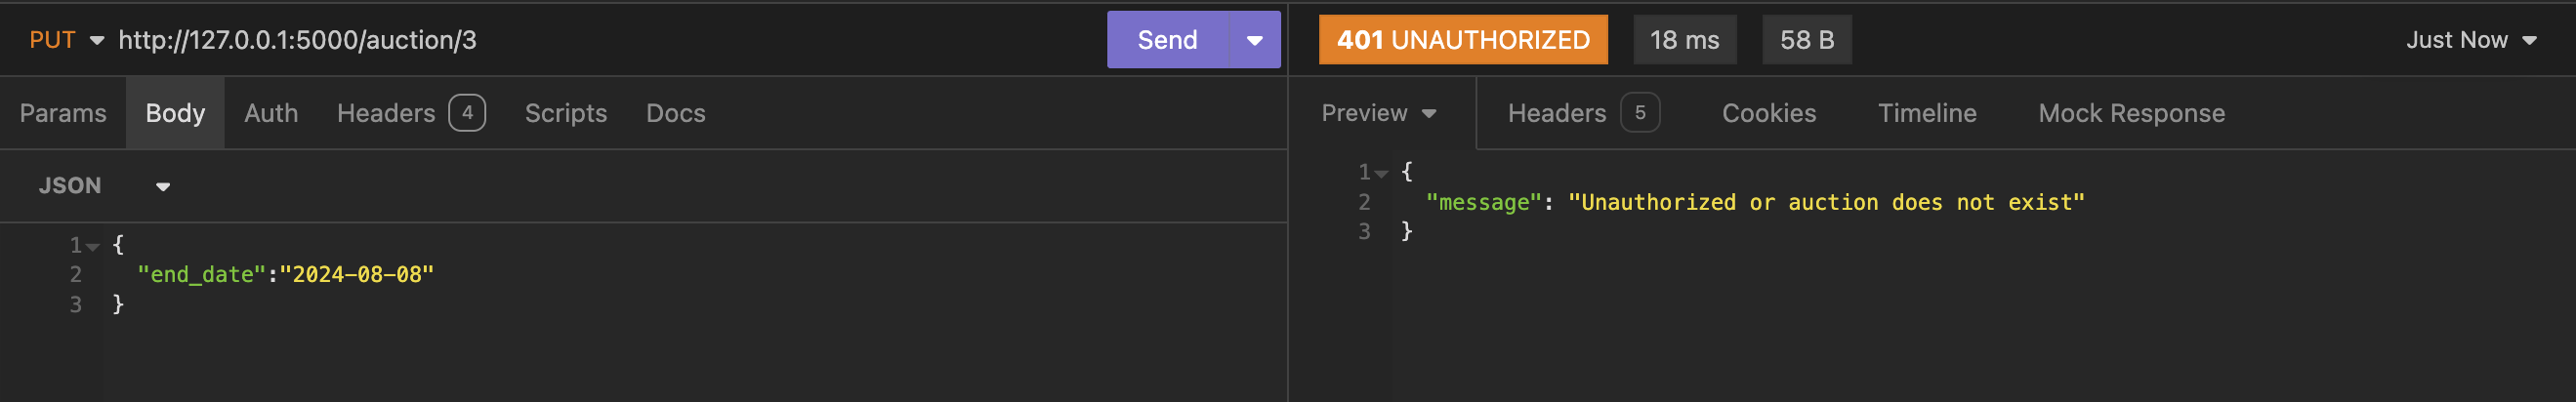 PUT http://127.0.0.1:5000/auction/3 Send
401 UNAUTHORIZED 18 ms 58 B Just Now
Params Body Auth Headers 4 Scripts Docs
Preview Headers 5 Cookies Timeline Mock Response
JSON
1 {
2 "end_date":"2024-08-08"
3 }
1 {
2 "message": "Unauthorized or auction does not exist"
3 }